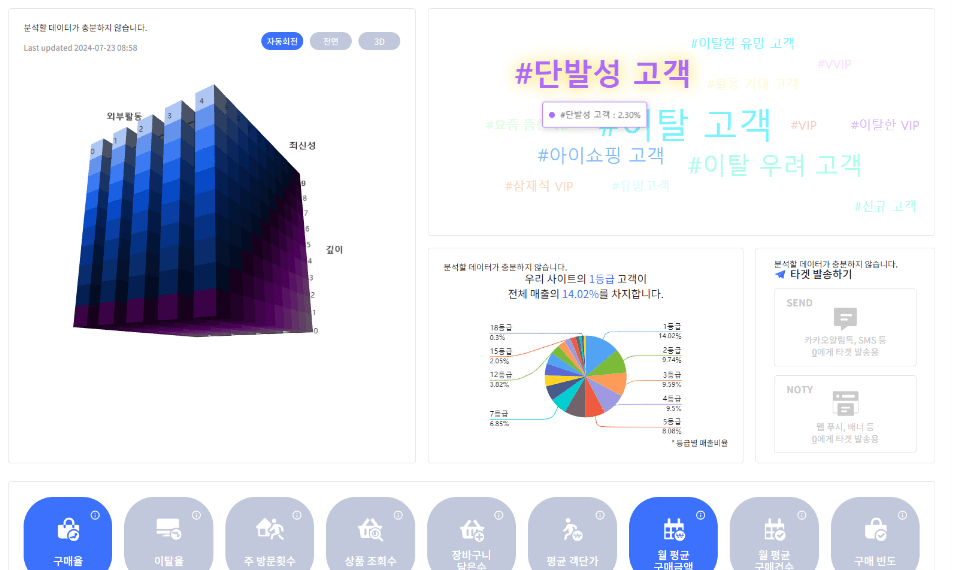 분석할 데이터가 충분하지 않습니다.
Last updated 2024-07-23 08:58
자동회전
전면
3D
외부활동
0
1
2
3
4
최신성
9
8
7
6
5
4
3
2
1
0
깊이
#이탈한 유망 고객
#VVIP
#단발성 고객
#단발성 고객 : 2.30%
#이탈 고객
#VIP
#이탈한 VIP
#아이쇼핑 고객
#이탈 우려 고객
#잠재적 VIP
#유망고객
#신규 고객
분석할 데이터가 충분하지 않습니다.
우리 사이트의 1등급 고객이
전체 매출의 14.02%를 차지합니다.
18등급
0.3%
15등급
2.05%
12등급
3.82%
7등급
6.85%
1등급
14.02%
2등급
9.74%
3등급
9.59%
4등급
9.5%
5등급
8.08%
* 등급별 매출비율
분석할 데이터가 충분하지 않습니다.
타겟 발송하기
SEND
카카오알림톡, SMS 등
0에게 타겟 발송용
NOTY
웹 푸시, 배너 등
0에게 타겟 발송용
구매율
이탈율
주 방문횟수
상품 조회수
장바구니
담은수
평균 객단가
월 평균
구매금액
월 평균
구매건수
구매 빈도